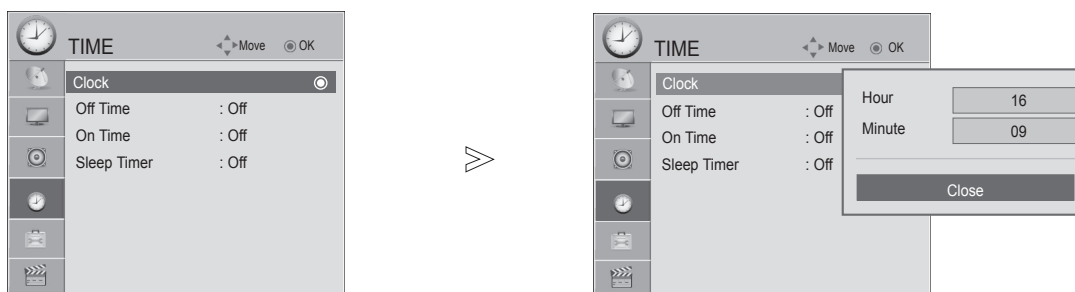 TIME Move OK
Clock
Off Time : Off
On Time : Off
Sleep Timer : Off
TIME Move OK
Clock
Off Time : Off
On Time : Off
Sleep Timer : Off
Hour 16
Minute 09
Close